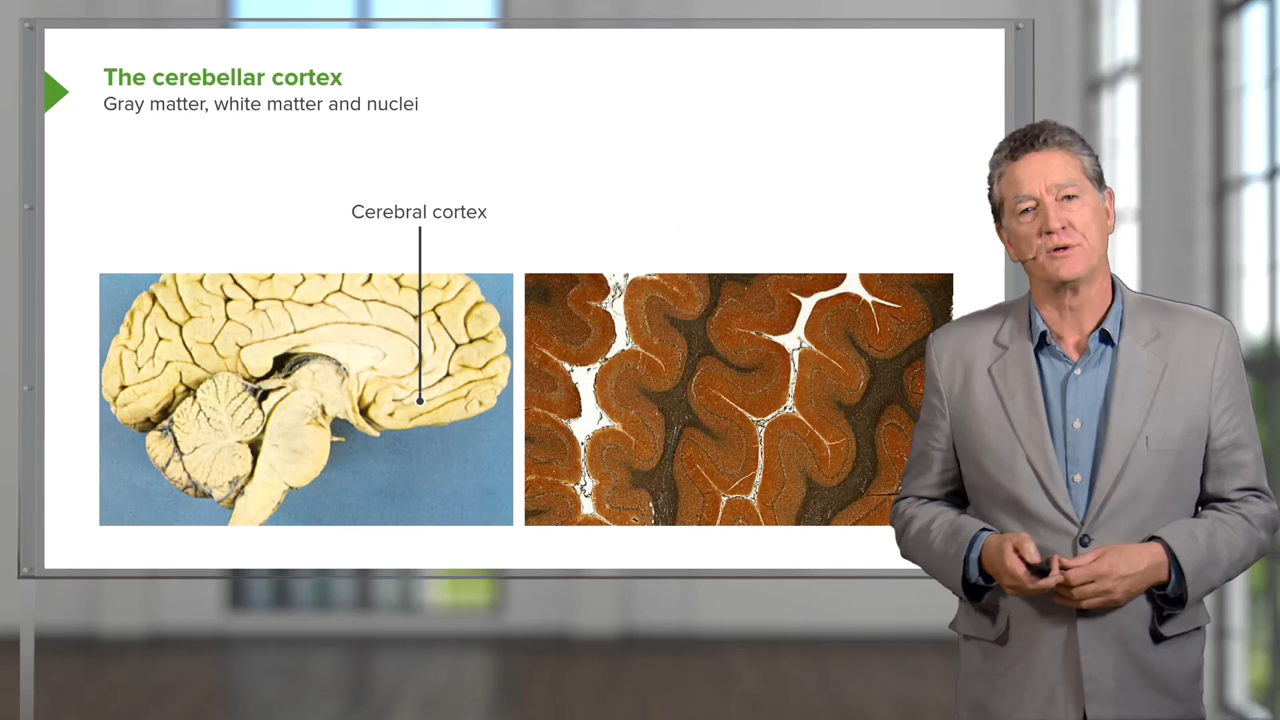 The cerebellar cortex
Gray matter, white matter and nuclei
Cerebral cortex